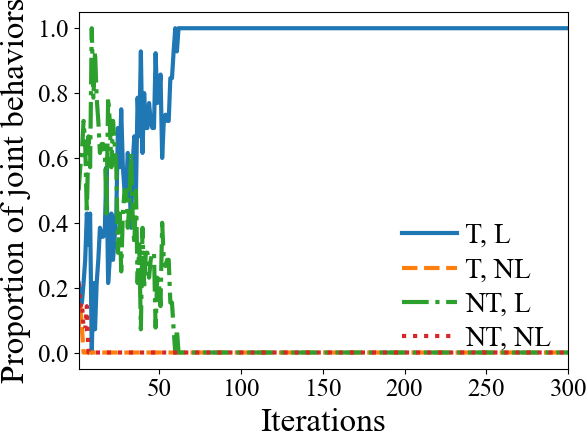 Proportion of joint behaviors
1.0
0.8
0.6
0.4
0.2
0.0
T, L
T, NL
NT, L
NT, NL
50 100 150 200 250 300
Iterations